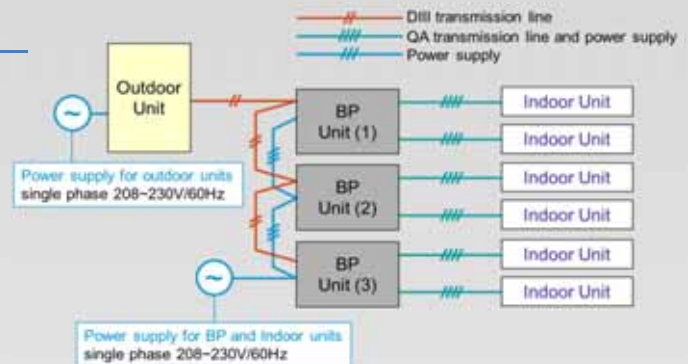 DIII transmission line
QA transmission line and power supply
Power supply
Outdoor
Unit
BP
Unit (1)
Indoor Unit
Indoor Unit
Power supply for outdoor units
single phase 208~230V/60Hz
BP
Unit (2)
Indoor Unit
Indoor Unit
BP
Unit (3)
Indoor Unit
Indoor Unit
Power supply for BP and Indoor units
single phase 208~230V/60Hz